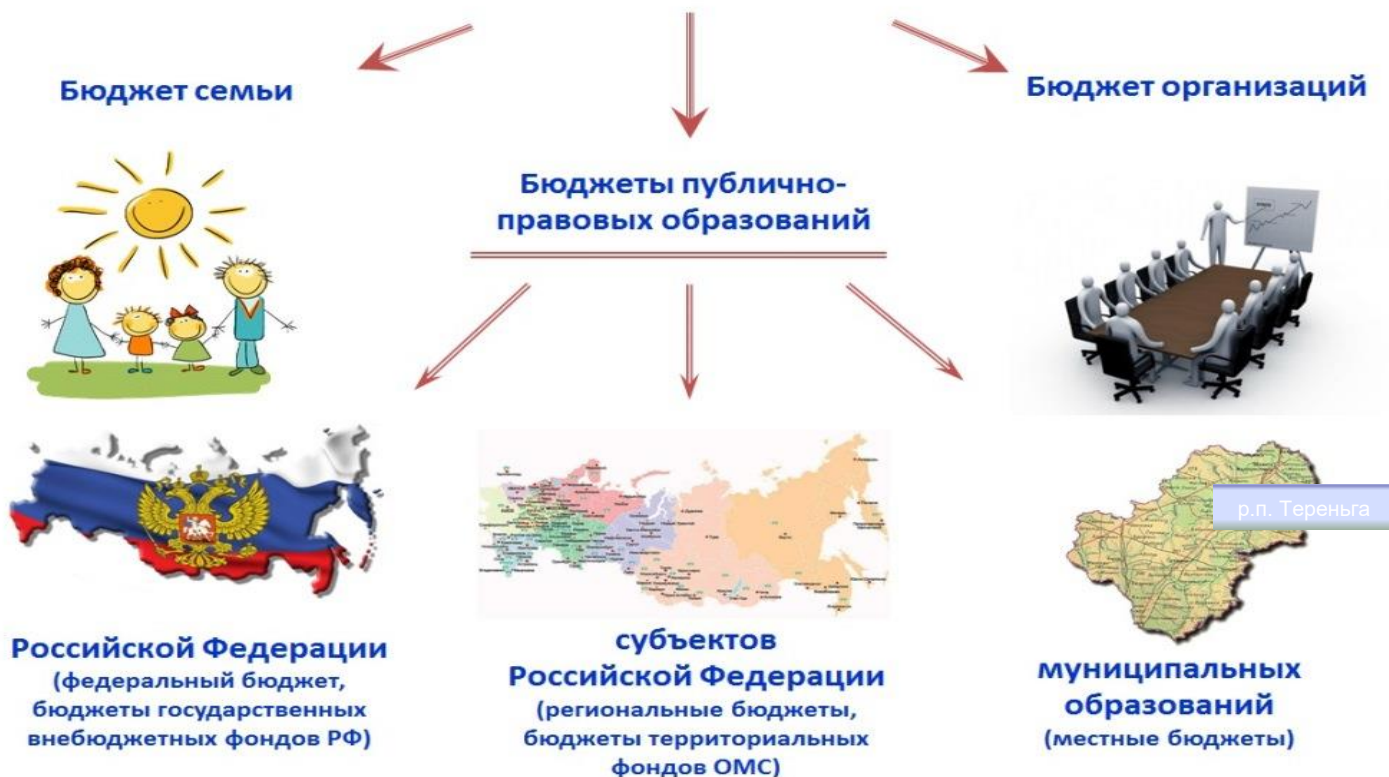 Бюджет семьи
Бюджет организаций
Бюджеты публично-
правовых образований
р.п. Тереньга
Российской Федерации
(федеральный бюджет,
бюджеты государственных
внебюджетных фондов РФ)
субъектов
Российской Федерации
(региональные бюджеты,
бюджеты территориальных
фондов ОМС)
муниципальных
образований
(местные бюджеты)